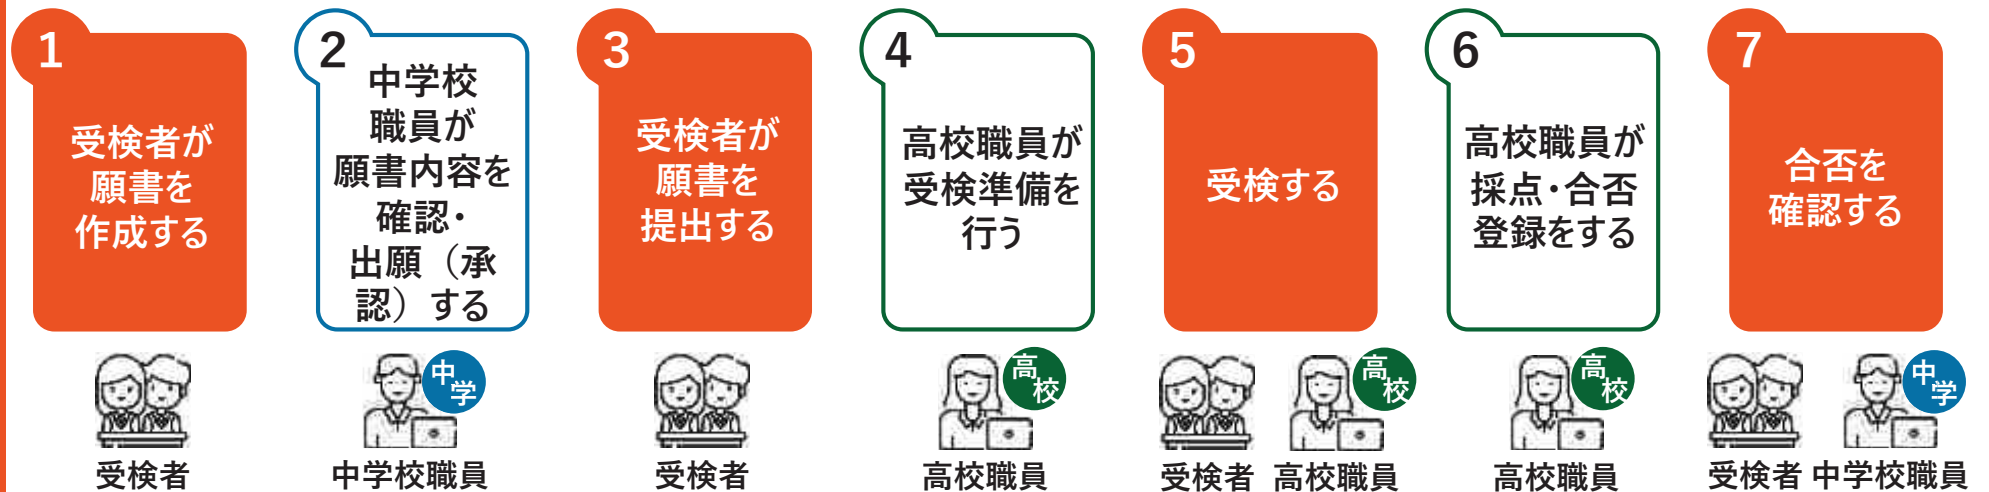 1
受検者が
願書を
作成する
受検者
2
中学校
職員が
願書内容を
確認・
出願（承
認）する
中学
中学校職員
3
受検者が
願書を
提出する
受検者
4
高校職員が
受検準備を
行う
高校
高校職員
5
受検する
受検者
高校
高校職員
6
高校職員が
採点・合否
登録をする
高校
高校職員
7
合否を
確認する
受検者
中学
中学校職員